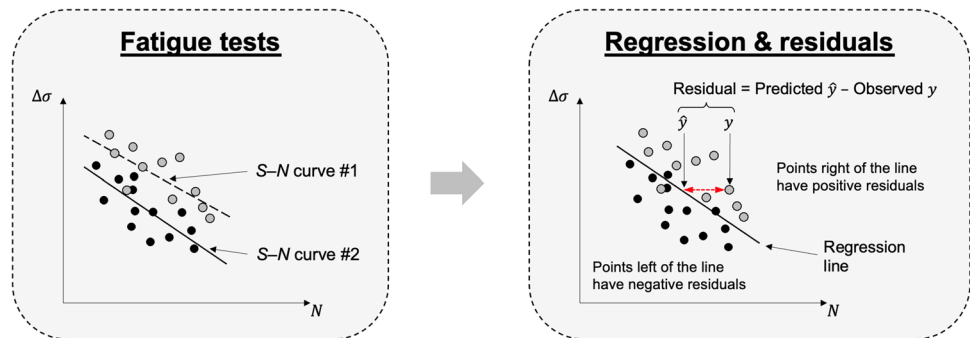 Fatigue tests
Δσ
S–N curve #1
S–N curve #2
N
Regression & residuals
Residual = Predicted ŷ – Observed y
Δσ
ŷ
y
Points right of the line
have positive residuals
Regression
line
Points left of the line
have negative residuals
N